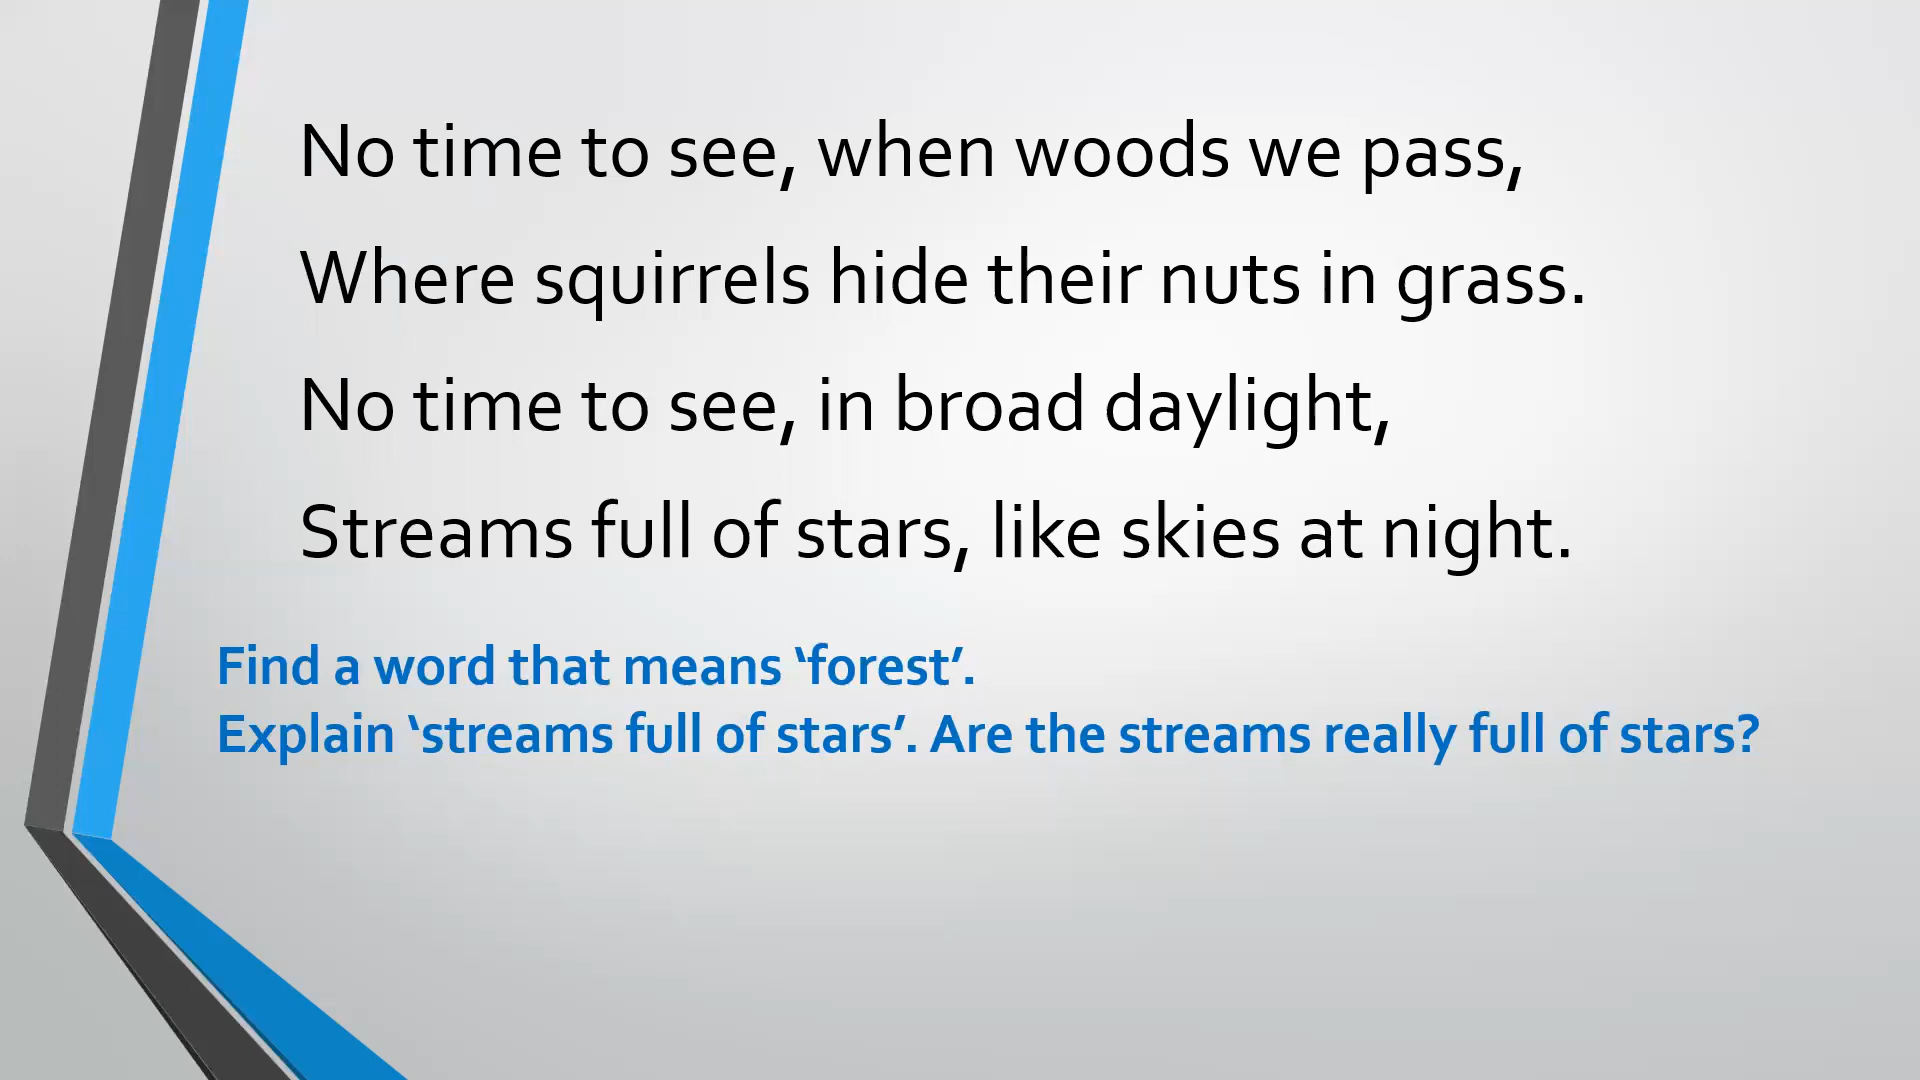 No time to see, when woods we pass,
Where squirrels hide their nuts in grass.
No time to see, in broad daylight,
Streams full of stars, like skies at night.
Find a word that means ‘forest’.
Explain ‘streams full of stars’. Are the streams really full of stars?